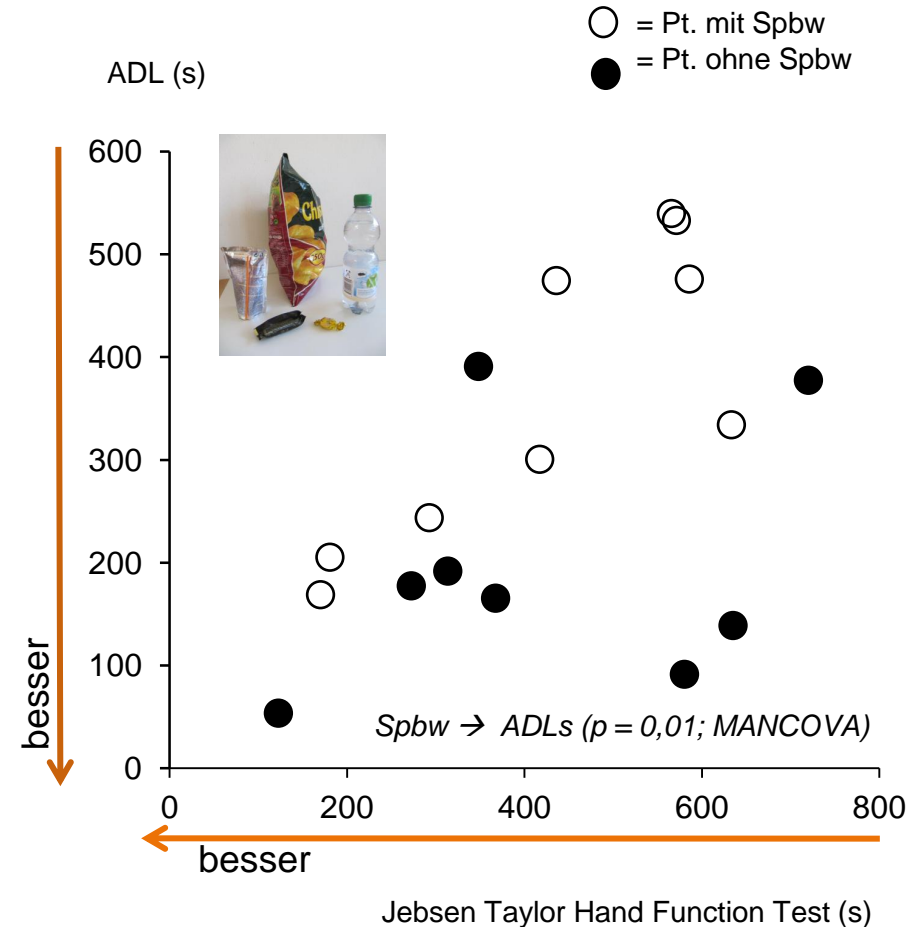 = Pt. mit Spbw
= Pt. ohne Spbw
ADL (s)
600
500
400
300
200
100
0
besser
Spbw → ADLs (p = 0,01; MANCOVA)
0 200 400 600 800
besser
Jebsen Taylor Hand Function Test (s)